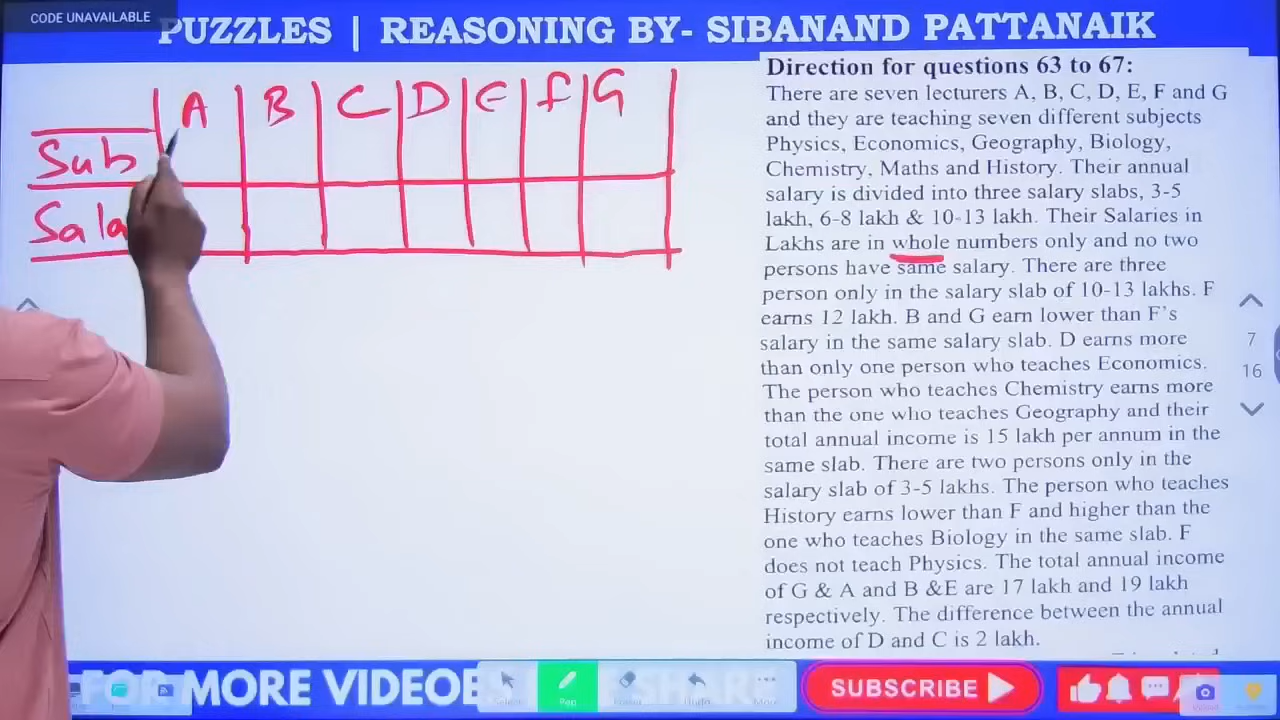 CODE UNAVAILABLE
PUZZLES | REASONING BY- SIBANAND PATTANAIK
A B C D E F G
Sub
Sala
Direction for questions 63 to 67:
There are seven lecturers A, B, C, D, E, F and G
and they are teaching seven different subjects
Physics, Economics, Geography, Biology,
Chemistry, Maths and History. Their annual
salary is divided into three salary slabs, 3-5
lakh, 6-8 lakh & 10-13 lakh. Their Salaries in
Lakhs are in whole numbers only and no two
persons have same salary. There are three
person only in the salary slab of 10-13 lakhs. F
earns 12 lakh. B and G earn lower than F's
salary in the same salary slab. D earns more
than only one person who teaches Economics.
The person who teaches Chemistry earns more
than the one who teaches Geography and their
total annual income is 15 lakh per annum in the
same slab. There are two persons only in the
salary slab of 3-5 lakhs. The person who teaches
History earns lower than F and higher than the
one who teaches Biology in the same slab. F
does not teach Physics. The total annual income
of G & A and B &E are 17 lakh and 19 lakh
respectively. The difference between the annual
income of D and C is 2 lakh.
7
16
FOR MORE VIDEOES SHARE
Select Pen Undo More
SUBSCRIBE